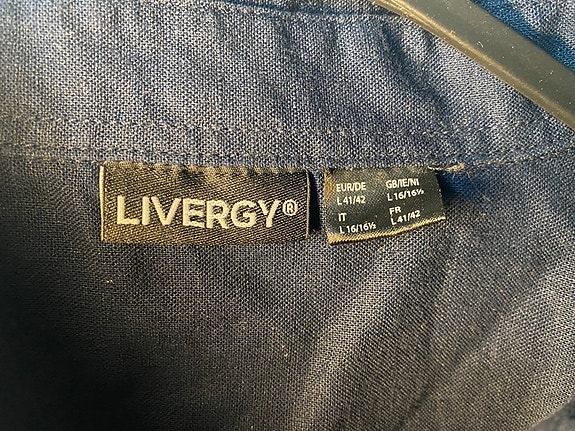 LIVERGY®
EUR/DE GB/IE/NI
L 41/42 L 16/16½
IT FR
L 16/16½ L 41/42